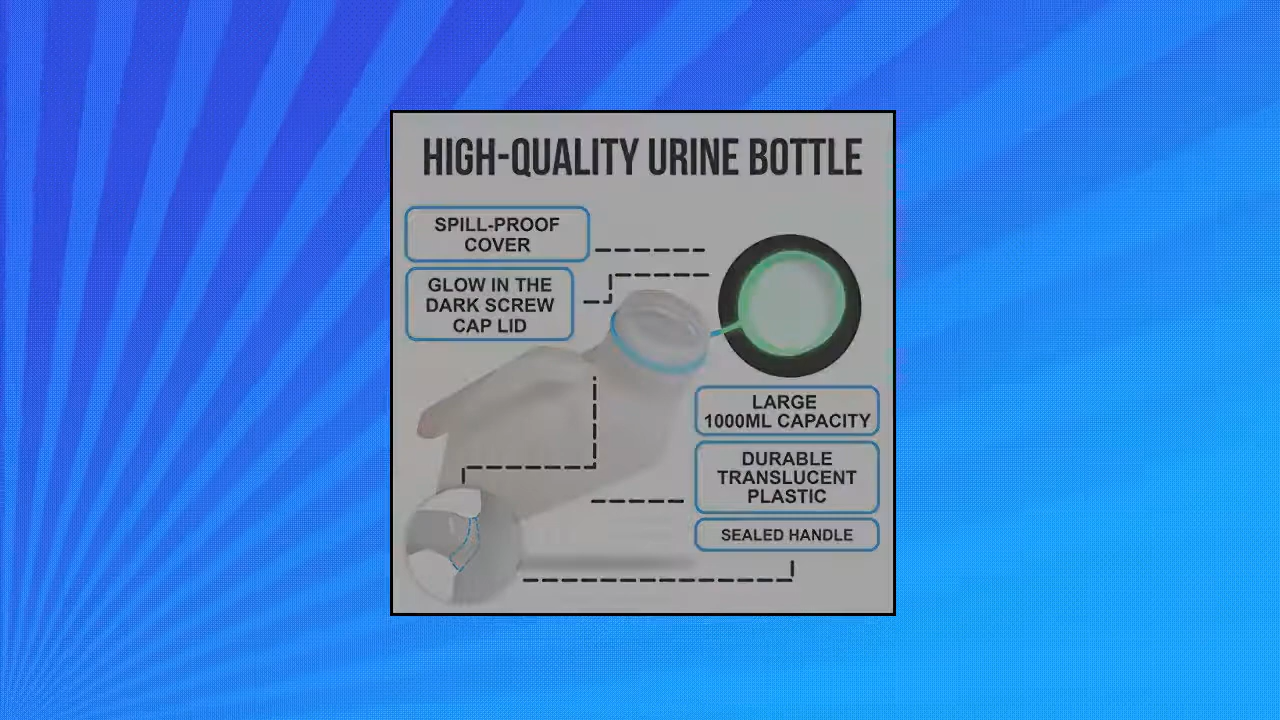 HIGH-QUALITY URINE BOTTLE
SPILL-PROOF
COVER
GLOW IN THE
DARK SCREW
CAP LID
LARGE
1000ML CAPACITY
DURABLE
TRANSLUCENT
PLASTIC
SEALED HANDLE